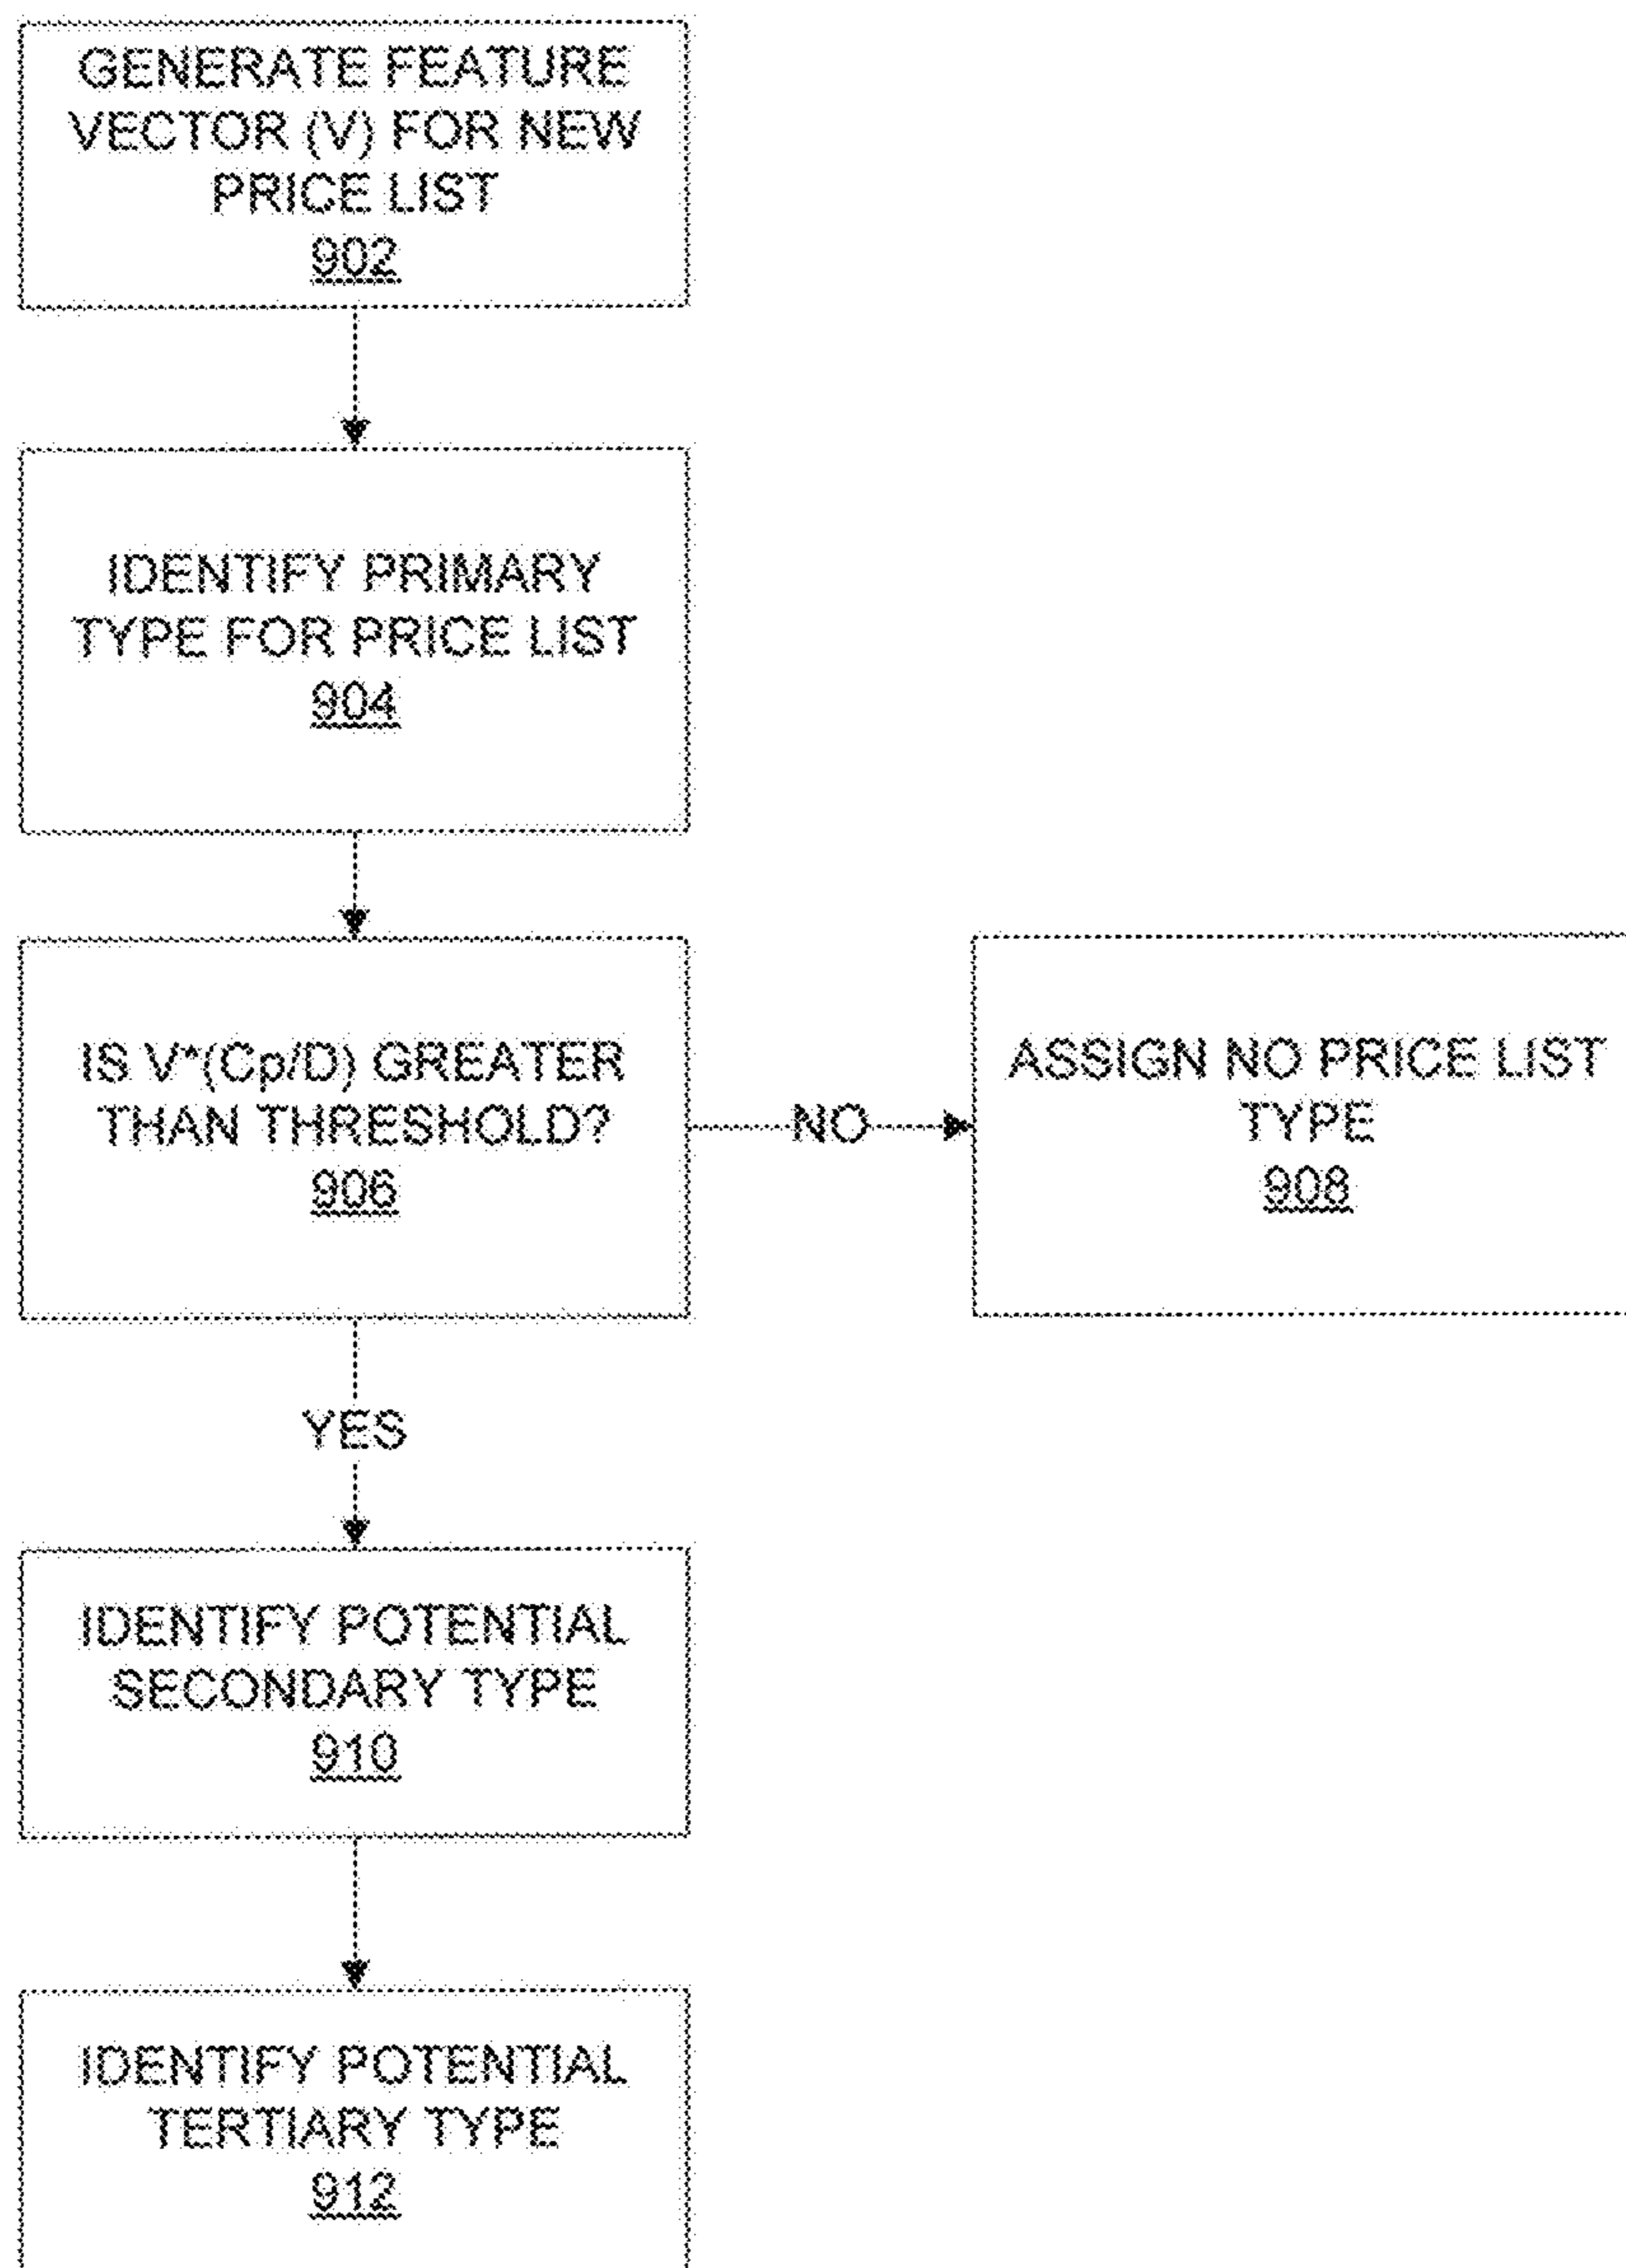 GENERATE FEATURE
VECTOR (V) FOR NEW
PRICE LIST
902
IDENTIFY PRIMARY
TYPE FOR PRICE LIST
904
IS V*(Cp/D) GREATER
THAN THRESHOLD?
906
NO
ASSIGN NO PRICE LIST
TYPE
908
YES
IDENTIFY POTENTIAL
SECONDARY TYPE
910
IDENTIFY POTENTIAL
TERTIARY TYPE
912